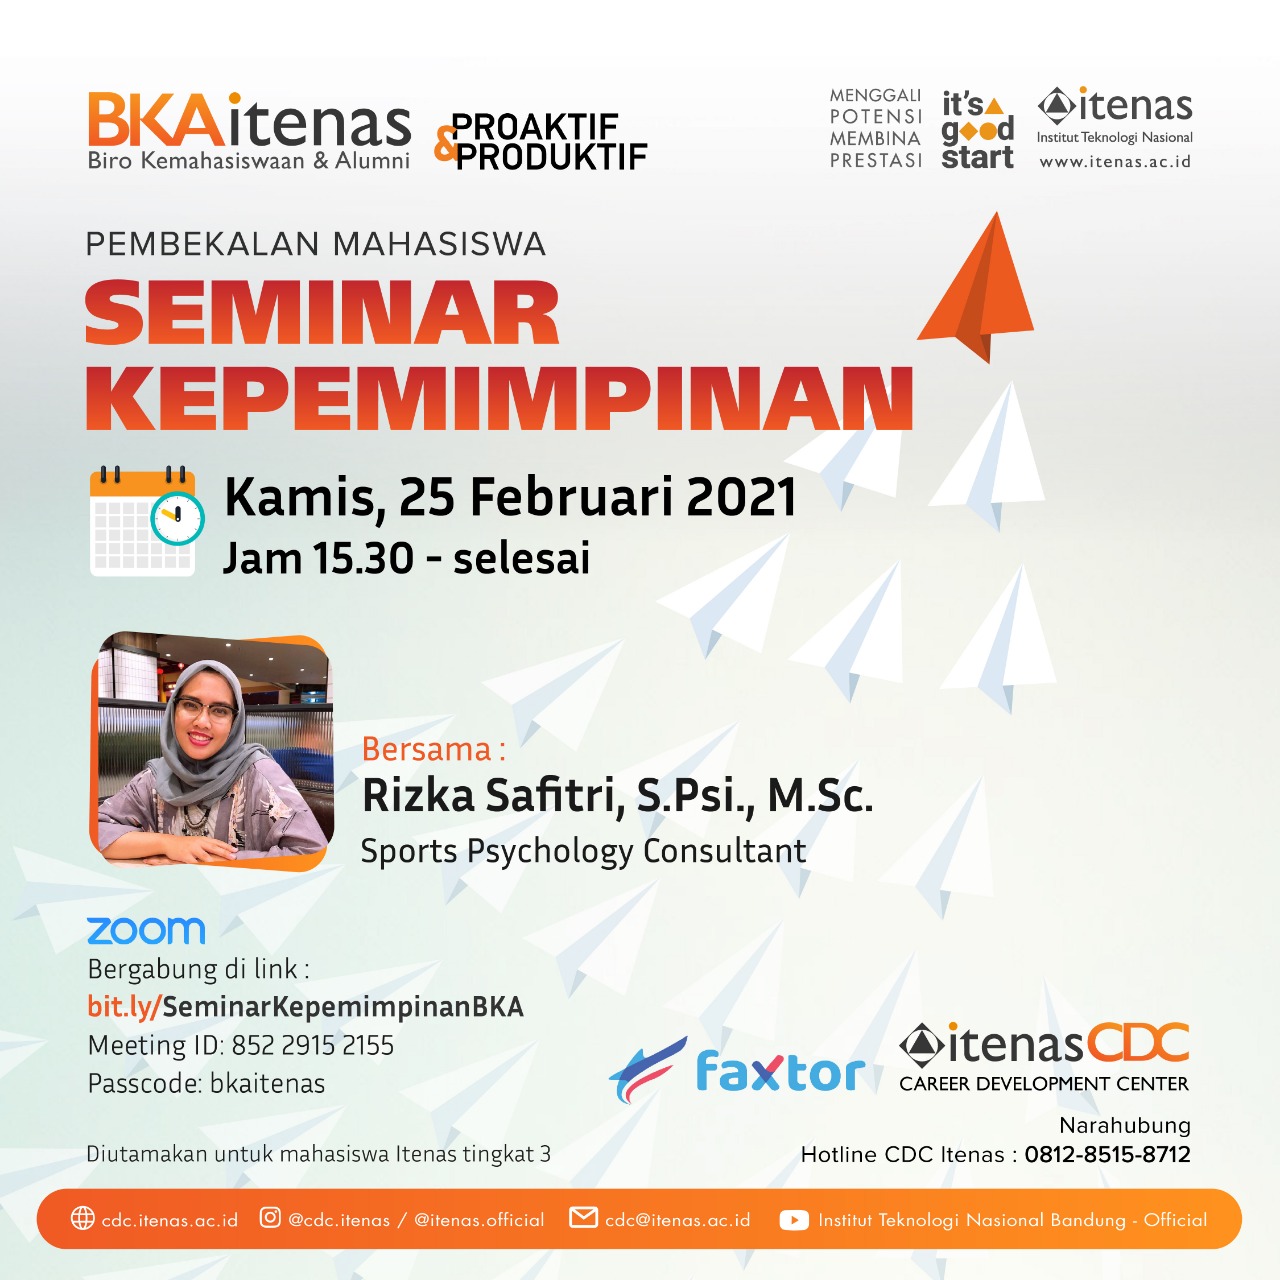 BKAitenas
Biro Kemahasiswaan & Alumni
PROAKTIF
& PRODUKTIF
MENGGALI
POTENSI
MEMBINA
PRESTASI
it's a
good
start
itenas
Institut Teknologi Nasional
www.itenas.ac.id
PEMBEKALAN MAHASISWA
SEMINAR
KEPEMIMPINAN
Kamis, 25 Februari 2021
Jam 15.30 - selesai
Bersama :
Rizka Safitri, S.Psi., M.Sc.
Sports Psychology Consultant
zoom
Bergabung di link :
bit.ly/SeminarKepemimpinanBKA
Meeting ID: 852 2915 2155
Passcode: bkaitenas
Diutamakan untuk mahasiswa Itenas tingkat 3
faxtor
itenas CDC
CAREER DEVELOPMENT CENTER
Narahubung
Hotline CDC Itenas : 0812-8515-8712
cdc.itenas.ac.id
@cdc.itenas / @itenas.official
cdc@itenas.ac.id
Institut Teknologi Nasional Bandung - Official